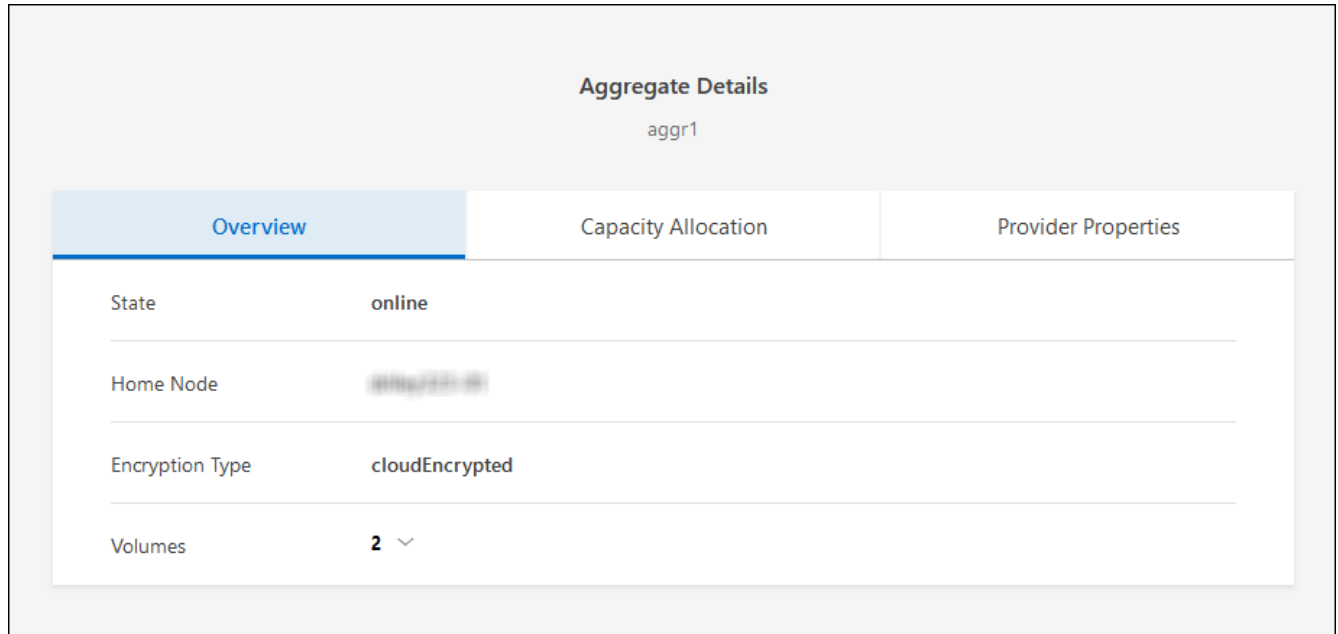 Aggregate Details
aggr1
Overview Capacity Allocation Provider Properties
State online
Home Node
Encryption Type cloudEncrypted
Volumes 2